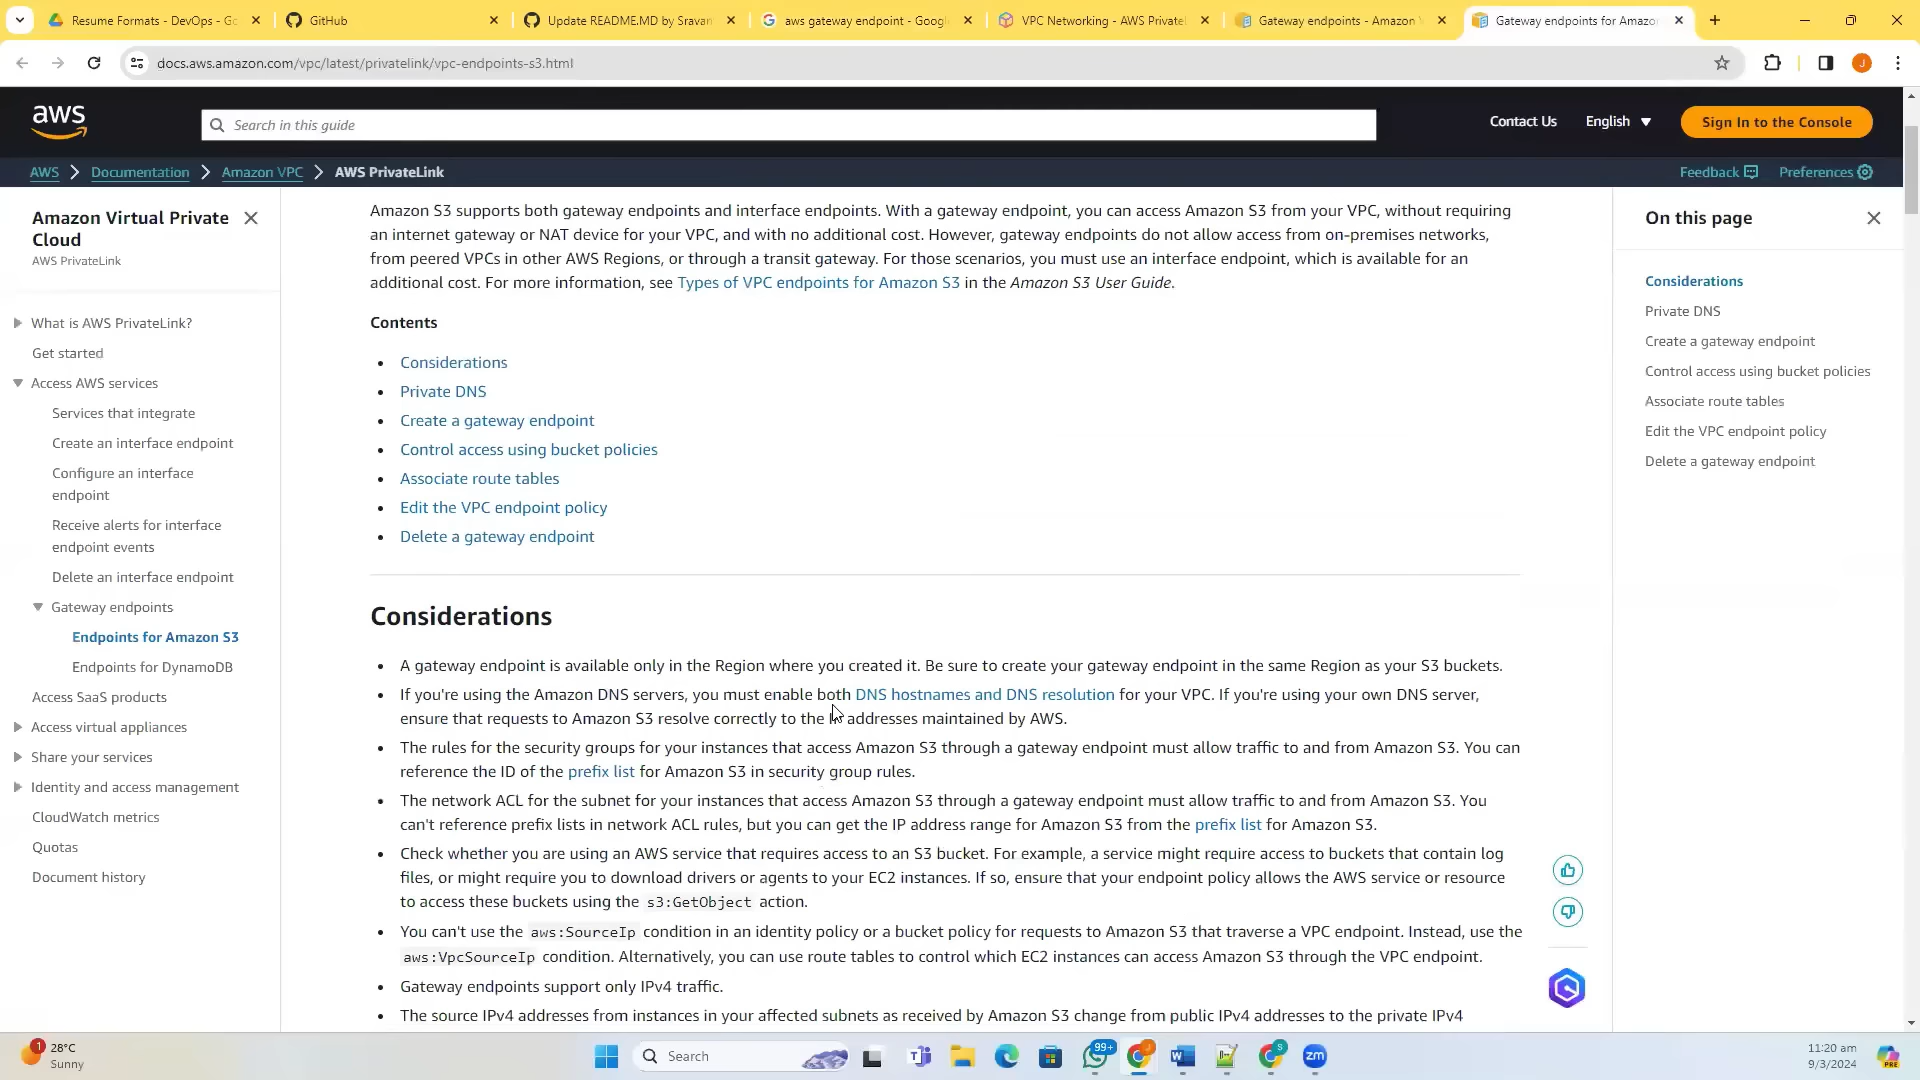 Resume Formats - DevOps - Go
GitHub
Update README.MD by Sravan
aws gateway endpoint - Googl
VPC Networking - AWS PrivateL
Gateway endpoints - Amazon V
Gateway endpoints for Amazon
docs.aws.amazon.com/vpc/latest/privatelink/vpc-endpoints-s3.html
J
aws
Search in this guide
Contact Us
English
Sign In to the Console
AWS
Documentation
Amazon VPC
AWS PrivateLink
Feedback
Preferences
Amazon Virtual Private
Cloud
AWS PrivateLink
What is AWS PrivateLink?
Get started
Access AWS services
Services that integrate
Create an interface endpoint
Configure an interface
endpoint
Receive alerts for interface
endpoint events
Delete an interface endpoint
Gateway endpoints
Endpoints for Amazon S3
Endpoints for DynamoDB
Access SaaS products
Access virtual appliances
Share your services
Identity and access management
CloudWatch metrics
Quotas
Document history
Amazon S3 supports both gateway endpoints and interface endpoints. With a gateway endpoint, you can access Amazon S3 from your VPC, without requiring
an internet gateway or NAT device for your VPC, and with no additional cost. However, gateway endpoints do not allow access from on-premises networks,
from peered VPCs in other AWS Regions, or through a transit gateway. For those scenarios, you must use an interface endpoint, which is available for an
additional cost. For more information, see Types of VPC endpoints for Amazon S3 in the Amazon S3 User Guide.
Contents
• Considerations
• Private DNS
• Create a gateway endpoint
• Control access using bucket policies
• Associate route tables
• Edit the VPC endpoint policy
• Delete a gateway endpoint
Considerations
• A gateway endpoint is available only in the Region where you created it. Be sure to create your gateway endpoint in the same Region as your S3 buckets.
• If you're using the Amazon DNS servers, you must enable both DNS hostnames and DNS resolution for your VPC. If you're using your own DNS server,
ensure that requests to Amazon S3 resolve correctly to the IP addresses maintained by AWS.
• The rules for the security groups for your instances that access Amazon S3 through a gateway endpoint must allow traffic to and from Amazon S3. You can
reference the ID of the prefix list for Amazon S3 in security group rules.
• The network ACL for the subnet for your instances that access Amazon S3 through a gateway endpoint must allow traffic to and from Amazon S3. You
can't reference prefix lists in network ACL rules, but you can get the IP address range for Amazon S3 from the prefix list for Amazon S3.
• Check whether you are using an AWS service that requires access to an S3 bucket. For example, a service might require access to buckets that contain log
files, or might require you to download drivers or agents to your EC2 instances. If so, ensure that your endpoint policy allows the AWS service or resource
to access these buckets using the s3:GetObject action.
• You can't use the aws:SourceIp condition in an identity policy or a bucket policy for requests to Amazon S3 that traverse a VPC endpoint. Instead, use the
aws:VpcSourceIp condition. Alternatively, you can use route tables to control which EC2 instances can access Amazon S3 through the VPC endpoint.
• Gateway endpoints support only IPv4 traffic.
• The source IPv4 addresses from instances in your affected subnets as received by Amazon S3 change from public IPv4 addresses to the private IPv4
On this page
Considerations
Private DNS
Create a gateway endpoint
Control access using bucket policies
Associate route tables
Edit the VPC endpoint policy
Delete a gateway endpoint
1
28°C
Sunny
Search
99+
zm
11:20 am
9/3/2024
PRE